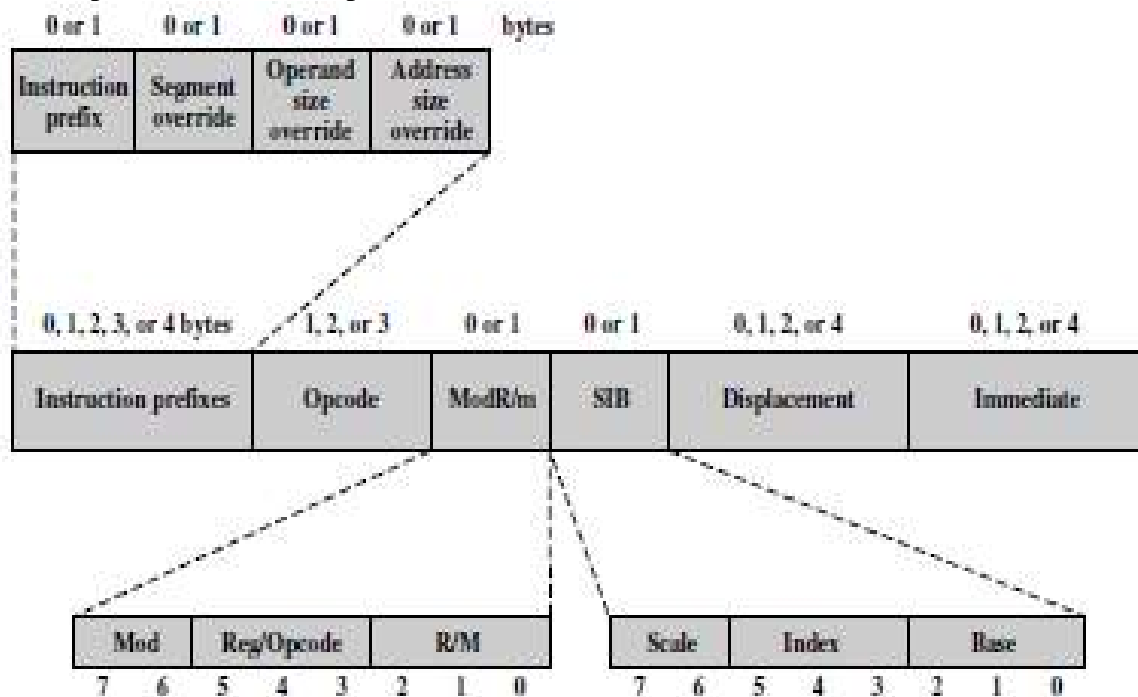 0 or 1 0 or 1 0 or 1 0 or 1 bytes
Instruction prefix
Segment override
Operand size override
Address size override
0, 1, 2, 3, or 4 bytes 1, 2, or 3 0 or 1 0 or 1 0, 1, 2, or 4 0, 1, 2, or 4
Instruction prefixes Opcode ModR/m SIB Displacement Immediate
Mod Reg/Opcode R/M Scale Index Base
7 6 5 4 3 2 1 0 7 6 5 4 3 2 1 0